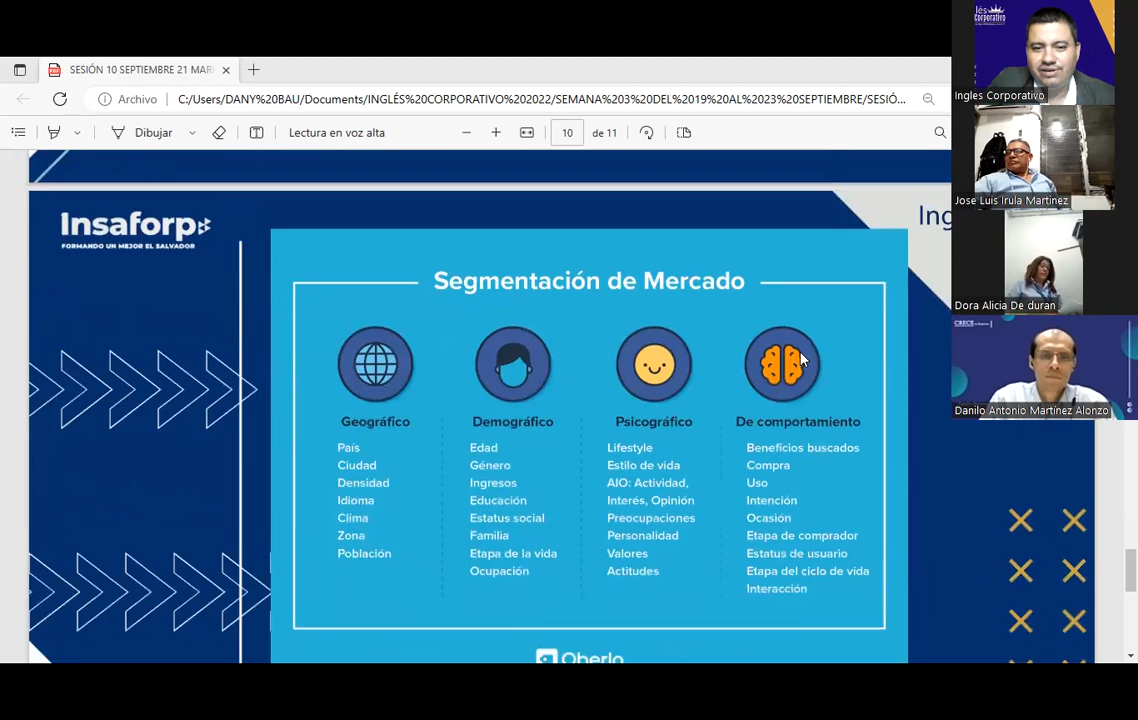 SESIÓN 10 SEPTIEMBRE 21 MAR
Archivo
C:/Users/DANY%20BAU/Documents/INGLÉS%20CORPORATIVO%202022/SEMANA%203%20DEL%2019%20AL%2023%20SEPTIEMBRE/SESIÓ...
Dibujar
Lectura en voz alta
10
de 11
Insaforp
FORMANDO UN MEJOR EL SALVADOR
Ing
Segmentación de Mercado
Geográfico
País
Ciudad
Densidad
Idioma
Clima
Zona
Población
Demográfico
Edad
Género
Ingresos
Educación
Estatus social
Familia
Etapa de la vida
Ocupación
Psicográfico
Lifestyle
Estilo de vida
AIO: Actividad,
Interés, Opinión
Preocupaciones
Personalidad
Valores
Actitudes
De comportamiento
Beneficios buscados
Compra
Uso
Intención
Ocasión
Etapa de comprador
Estatus de usuario
Etapa del ciclo de vida
Interacción
Oberlo
lés
Corporativo
Ingles Corporativo
Jose Luis Irula Martinez
Dora Alicia De duran
CRECE
Danilo Antonio Martínez Alonzo